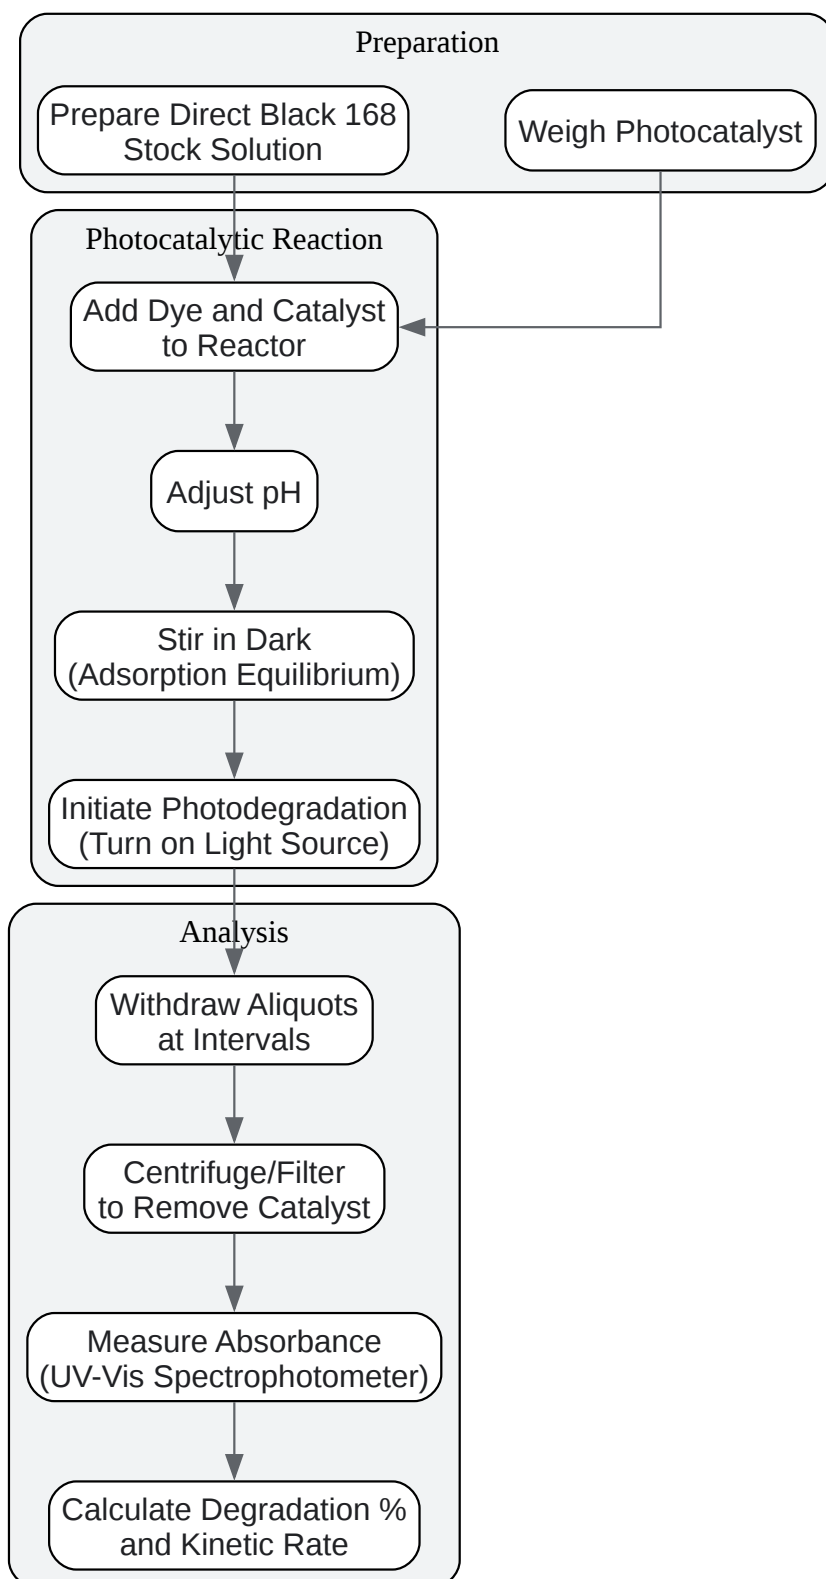 Preparation
Prepare Direct Black 168
Stock Solution
Weigh Photocatalyst
Photocatalytic Reaction
Add Dye and Catalyst
to Reactor
Adjust pH
Stir in Dark
(Adsorption Equilibrium)
Initiate Photodegradation
(Turn on Light Source)
Analysis
Withdraw Aliquots
at Intervals
Centrifuge/Filter
to Remove Catalyst
Measure Absorbance
(UV-Vis Spectrophotometer)
Calculate Degradation %
and Kinetic Rate